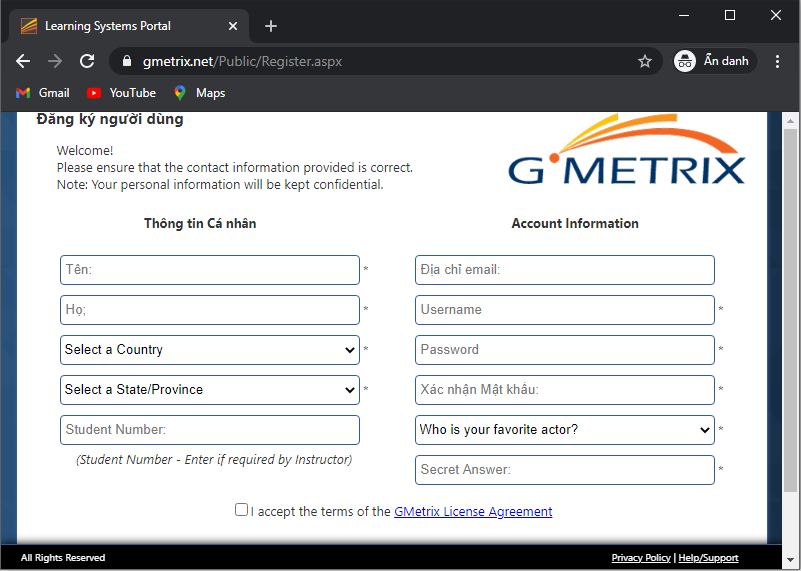 Learning Systems Portal
gmetrix.net/Public/Register.aspx
Ẩn danh
Gmail
YouTube
Maps
Đăng ký người dùng
Welcome!
Please ensure that the contact information provided is correct.
Note: Your personal information will be kept confidential.
GMETRIX
Thông tin Cá nhân
Tên: *
Họ; *
Select a Country *
Select a State/Province *
Student Number:
(Student Number - Enter if required by Instructor)
Account Information
Địa chỉ email:
Username *
Password *
Xác nhận Mật khẩu: *
Who is your favorite actor? *
Secret Answer: *
I accept the terms of the GMetrix License Agreement
All Rights Reserved
Privacy Policy | Help/Support